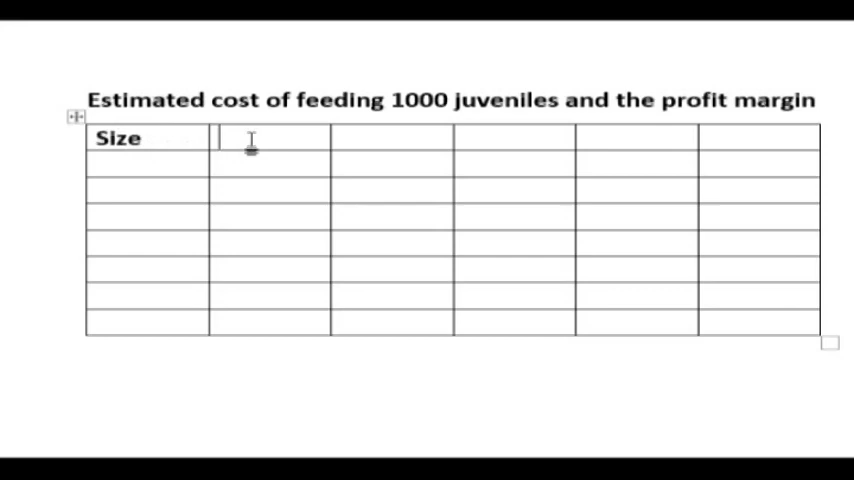 Estimated cost of feeding 1000 juveniles and the profit margin
Size